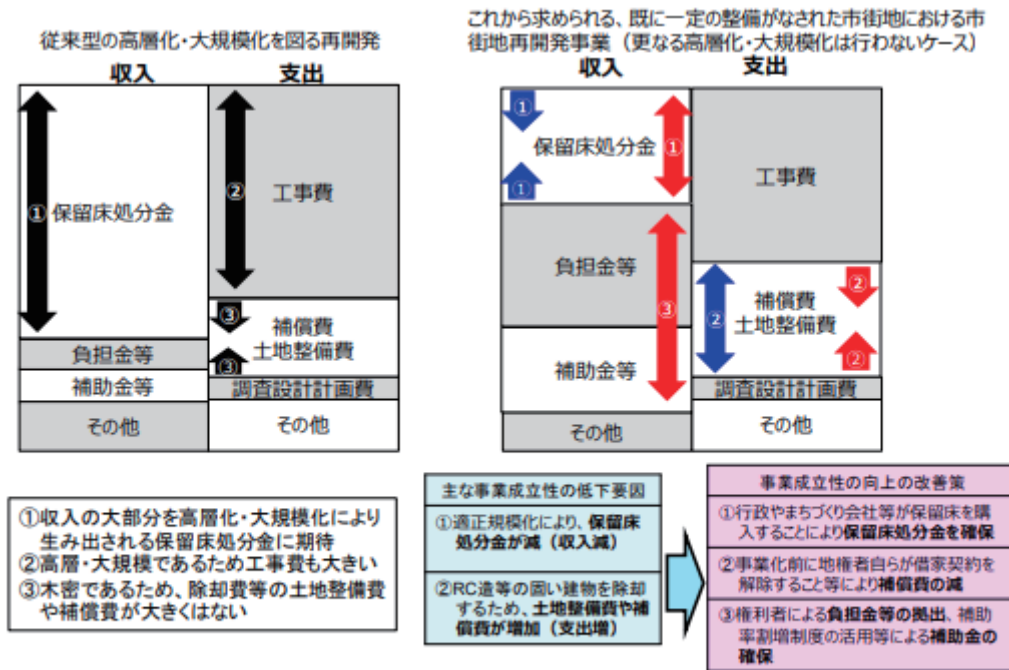 従来型の高層化・大規模化を図る再開発
収入
支出
①
保留床処分金
負担金等
補助金等
その他
②
工事費
③
補償費
土地整備費
③
調査設計計画費
その他
これから求められる、既に一定の整備がなされた市街地における市
街地再開発事業（更なる高層化・大規模化は行わないケース）
収入
支出
①
保留床処分金
①
①
負担金等
③
補助金等
その他
工事費
②
補償費
土地整備費
②
②
調査設計計画費
その他
①収入の大部分を高層化・大規模化により
生み出される保留床処分金に期待
②高層・大規模であるため工事費も大きい
③木密であるため、除却費等の土地整備費
や補償費が大きくはない
主な事業成立性の低下要因
①適正規模化により、保留床
処分金が減（収入減）
②RC造等の固い建物を除却
するため、土地整備費や補
償費が増加（支出増）
事業成立性の向上の改善策
①行政やまちづくり会社等が保留床を購
入することにより保留床処分金を確保
②事業化前に地権者自らが借家契約を
解除すること等により補償費の減
③権利者による負担金等の拠出、補助
率割増制度の活用等による補助金の
確保